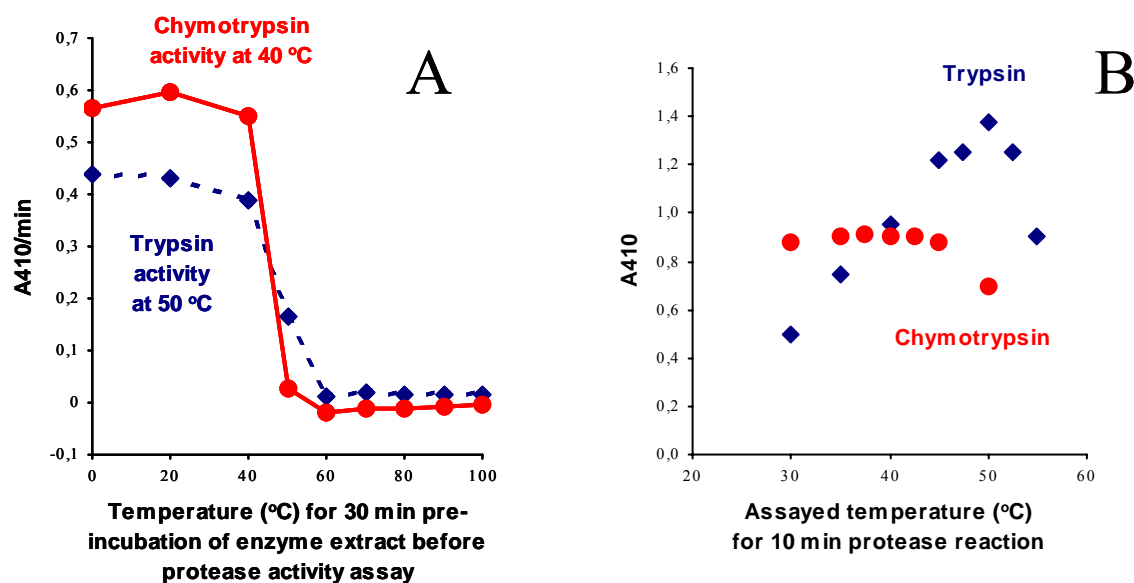 Chymotrypsin
activity at 40 ºC
A
0,7
0,6
0,5
0,4
0,3
0,2
0,1
0
-0,1
A410/min
Trypsin
activity
at 50 ºC
0
20
40
60
80
100
Temperature (ºC) for 30 min pre-
incubation of enzyme extract before
protease activity assay
B
Trypsin
1,6
1,4
1,2
1,0
0,8
0,6
0,4
0,2
0,0
A410
Chymotrypsin
20
30
40
50
60
Assayed temperature (ºC)
for 10 min protease reaction